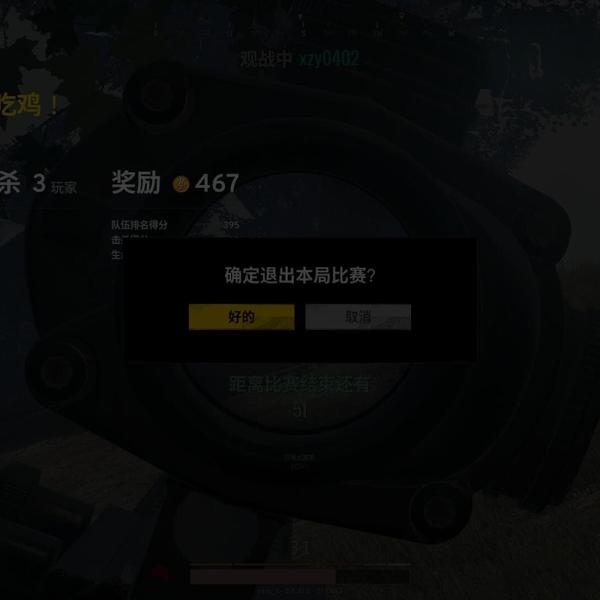 观战中 xzy0402
吃鸡！
杀 3 玩家
奖励 467
队伍排名得分 395
确定退出本局比赛?
好的 取消
距离比赛结束还有
51